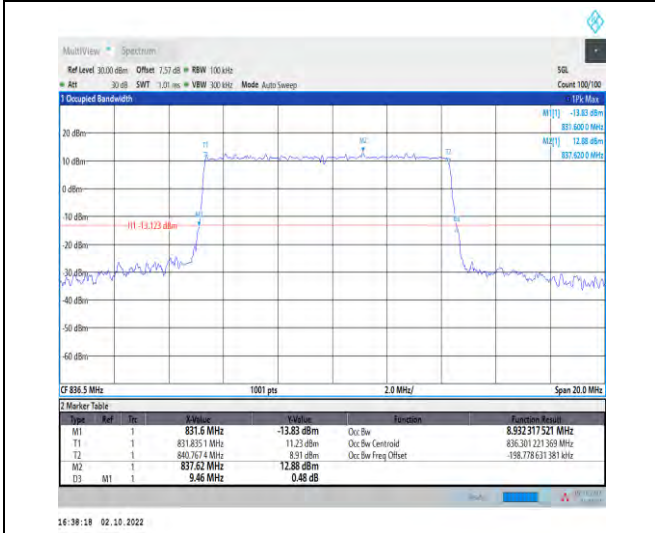 MultiView Spectrum
Ref Level 30.00 dBm Offset 7.57 dB RBW 100 kHz SGL
Att 30 dB SWT 1.01 ms VBW 300 kHz Mode Auto Sweep Count 100/100
1 Occupied Bandwidth 1Pk Max
M1[1] -13.83 dBm
831.600 0 MHz
M2[1] 12.88 dBm
837.620 0 MHz
20 dBm
T1 M2 T2
10 dBm
0 dBm
-10 dBm
M1
H1 -13.123 dBm
-20 dBm
-30 dBm
-40 dBm
-50 dBm
-60 dBm
CF 836.5 MHz 1001 pts 2.0 MHz/ Span 20.0 MHz
2 Marker Table
Type Ref Trc X-Value Y-Value Function Function Result
M1 1 831.6 MHz -13.83 dBm Occ Bw 8.932 317 521 MHz
T1 1 831.835 1 MHz 11.23 dBm Occ Bw Centroid 836.301 221 369 MHz
T2 1 840.767 4 MHz 8.91 dBm Occ Bw Freq Offset -198.778 631 381 kHz
M2 1 837.62 MHz 12.88 dBm
D3 M1 1 9.46 MHz 0.48 dB
16:38:18 02.10.2022